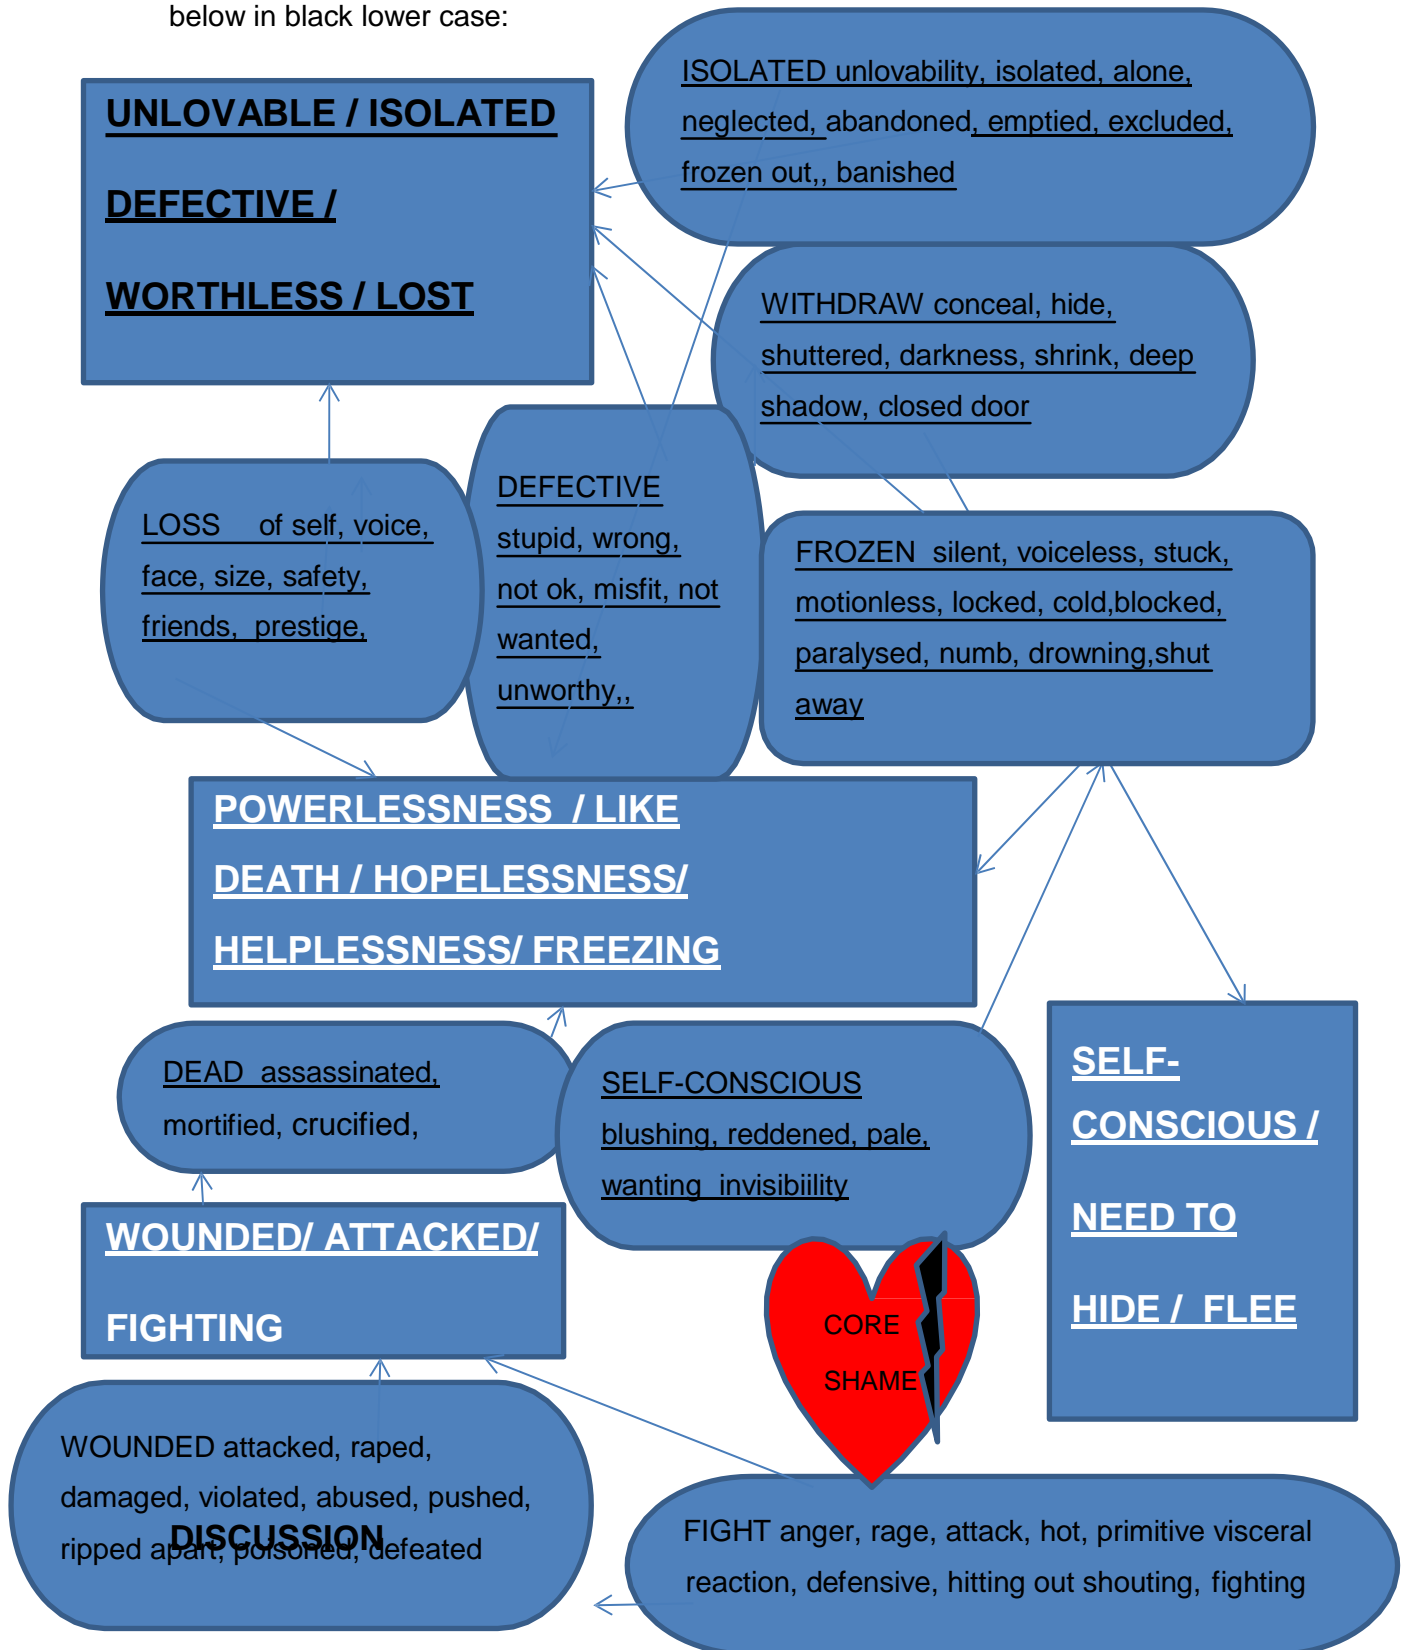 below in black lower case:
ISOLATED unlovability, isolated, alone,
neglected, abandoned, emptied, excluded,
frozen out,, banished
UNLOVABLE / ISOLATED
DEFECTIVE /
WORTHLESS / LOST
WITHDRAW conceal, hide,
shuttered, darkness, shrink, deep
shadow, closed door
LOSS of self, voice,
face, size, safety,
friends, prestige,
DEFECTIVE
stupid, wrong,
not ok, misfit, not
wanted,
unworthy,,
FROZEN silent, voiceless, stuck,
motionless, locked, cold,blocked,
paralysed, numb, drowning,shut
away
POWERLESSNESS / LIKE
DEATH / HOPELESSNESS/
HELPLESSNESS/ FREEZING
DEAD assassinated,
mortified, crucified,
SELF-CONSCIOUS
blushing, reddened, pale,
wanting invisibiility
SELF-
CONSCIOUS /
NEED TO
HIDE / FLEE
WOUNDED/ ATTACKED/
FIGHTING
CORE
SHAME
WOUNDED attacked, raped,
damaged, violated, abused, pushed,
ripped apart, poisoned, defeated
DISCUSSION
FIGHT anger, rage, attack, hot, primitive visceral
reaction, defensive, hitting out shouting, fighting